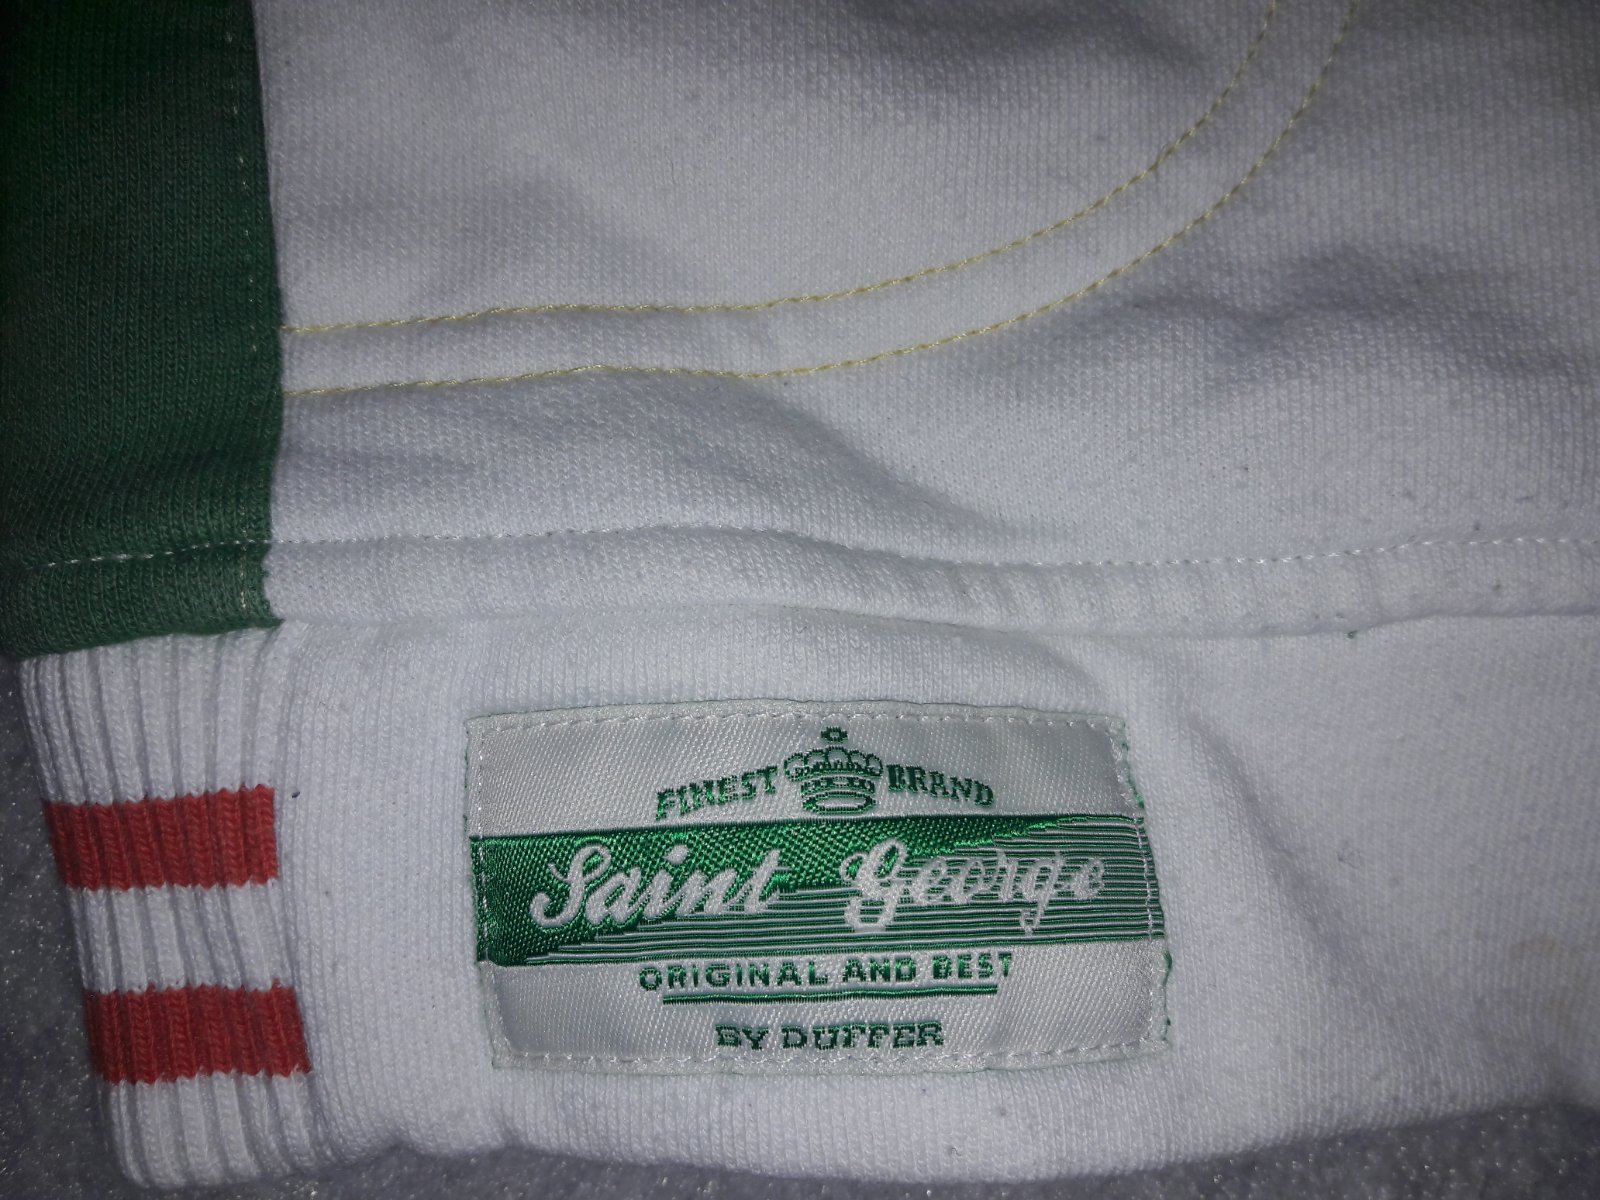 FINEST BRAND
Saint George
ORIGINAL AND BEST
BY DUFFER